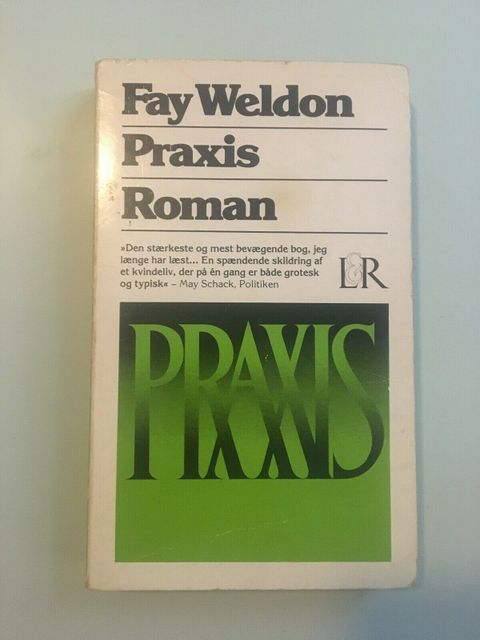 Fay Weldon
Praxis
Roman
»Den stærkeste og mest bevægende bog, jeg
længe har læst... En spændende skildring af
et kvindeliv, der på én gang er både grotesk
og typisk« – May Schack, Politiken
L&R
PRAXIS